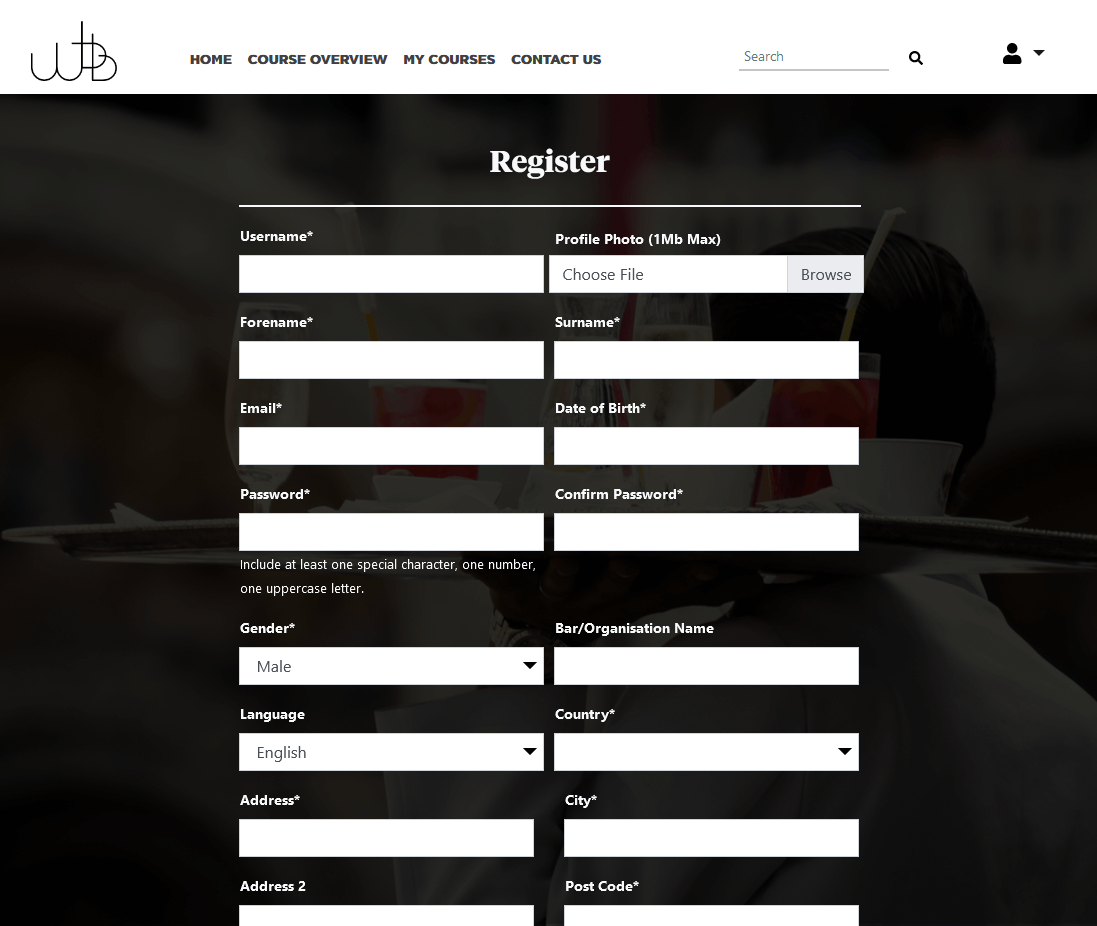 wb
HOME COURSE OVERVIEW MY COURSES CONTACT US Search
Register
Username* Profile Photo (1Mb Max)
Choose File Browse
Forename* Surname*
Email* Date of Birth*
Password* Confirm Password*
Include at least one special character, one number,
one uppercase letter.
Gender* Bar/Organisation Name
Male
Language Country*
English
Address* City*
Address 2 Post Code*